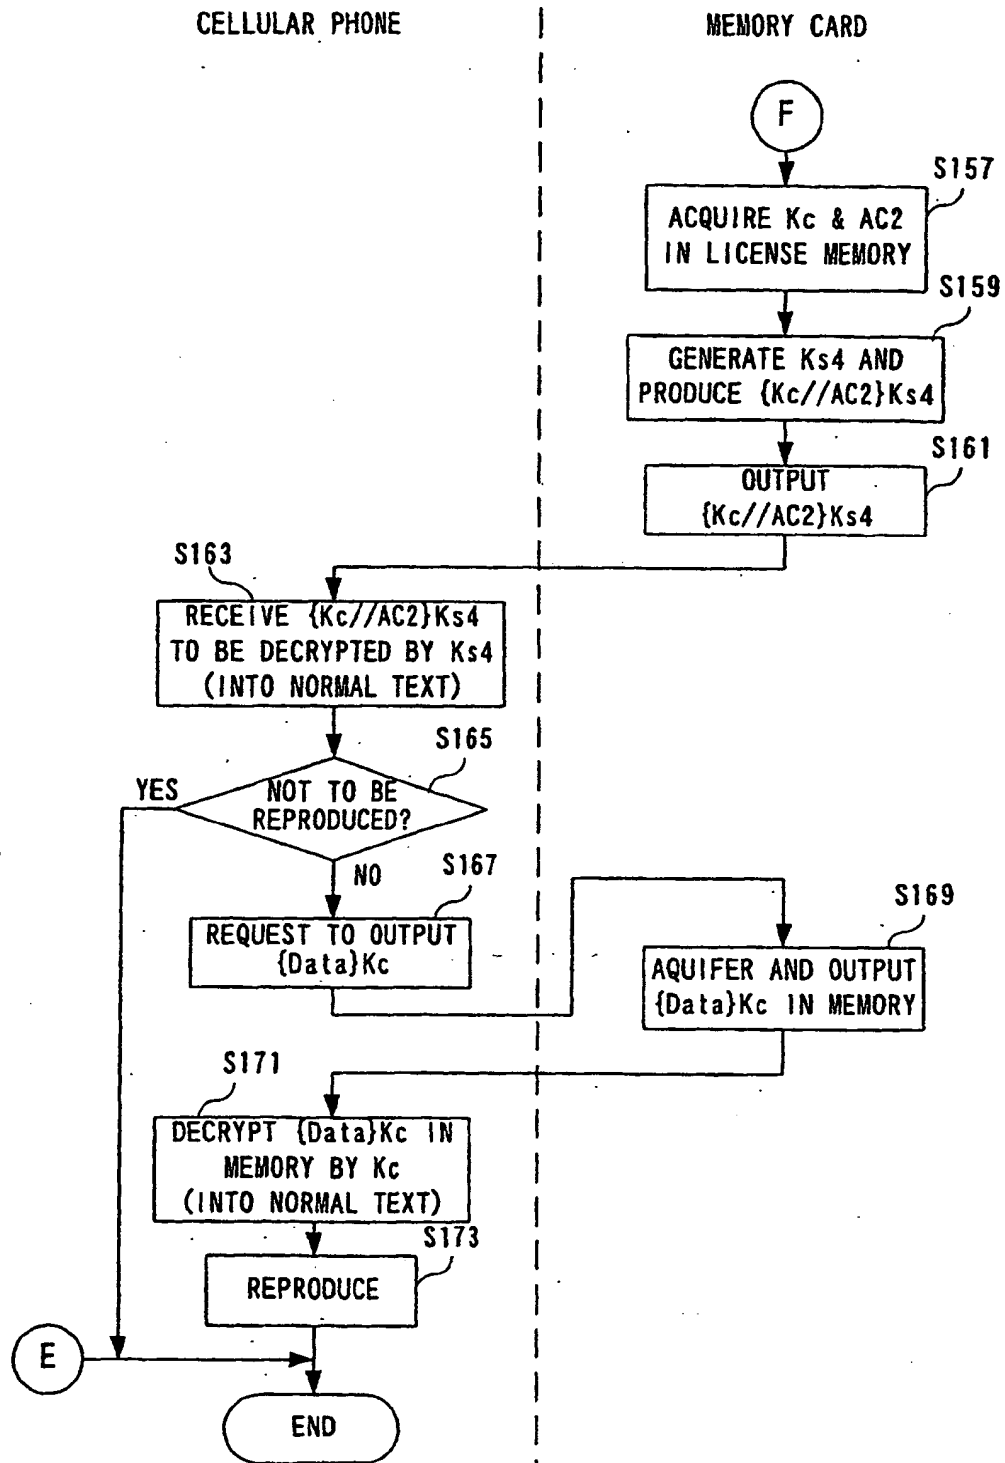 CELLULAR PHONE
MEMORY CARD
F
S157
ACQUIRE Kc & AC2
IN LICENSE MEMORY
S159
GENERATE Ks4 AND
PRODUCE {Kc//AC2}Ks4
S161
OUTPUT
{Kc//AC2}Ks4
S163
RECEIVE {Kc//AC2}Ks4
TO BE DECRYPTED BY Ks4
(INTO NORMAL TEXT)
S165
YES
NOT TO BE
REPRODUCED?
NO
S167
REQUEST TO OUTPUT
{Data}Kc
S169
AQUIFER AND OUTPUT
{Data}Kc IN MEMORY
S171
DECRYPT {Data}Kc IN
MEMORY BY Kc
(INTO NORMAL TEXT)
S173
REPRODUCE
E
END